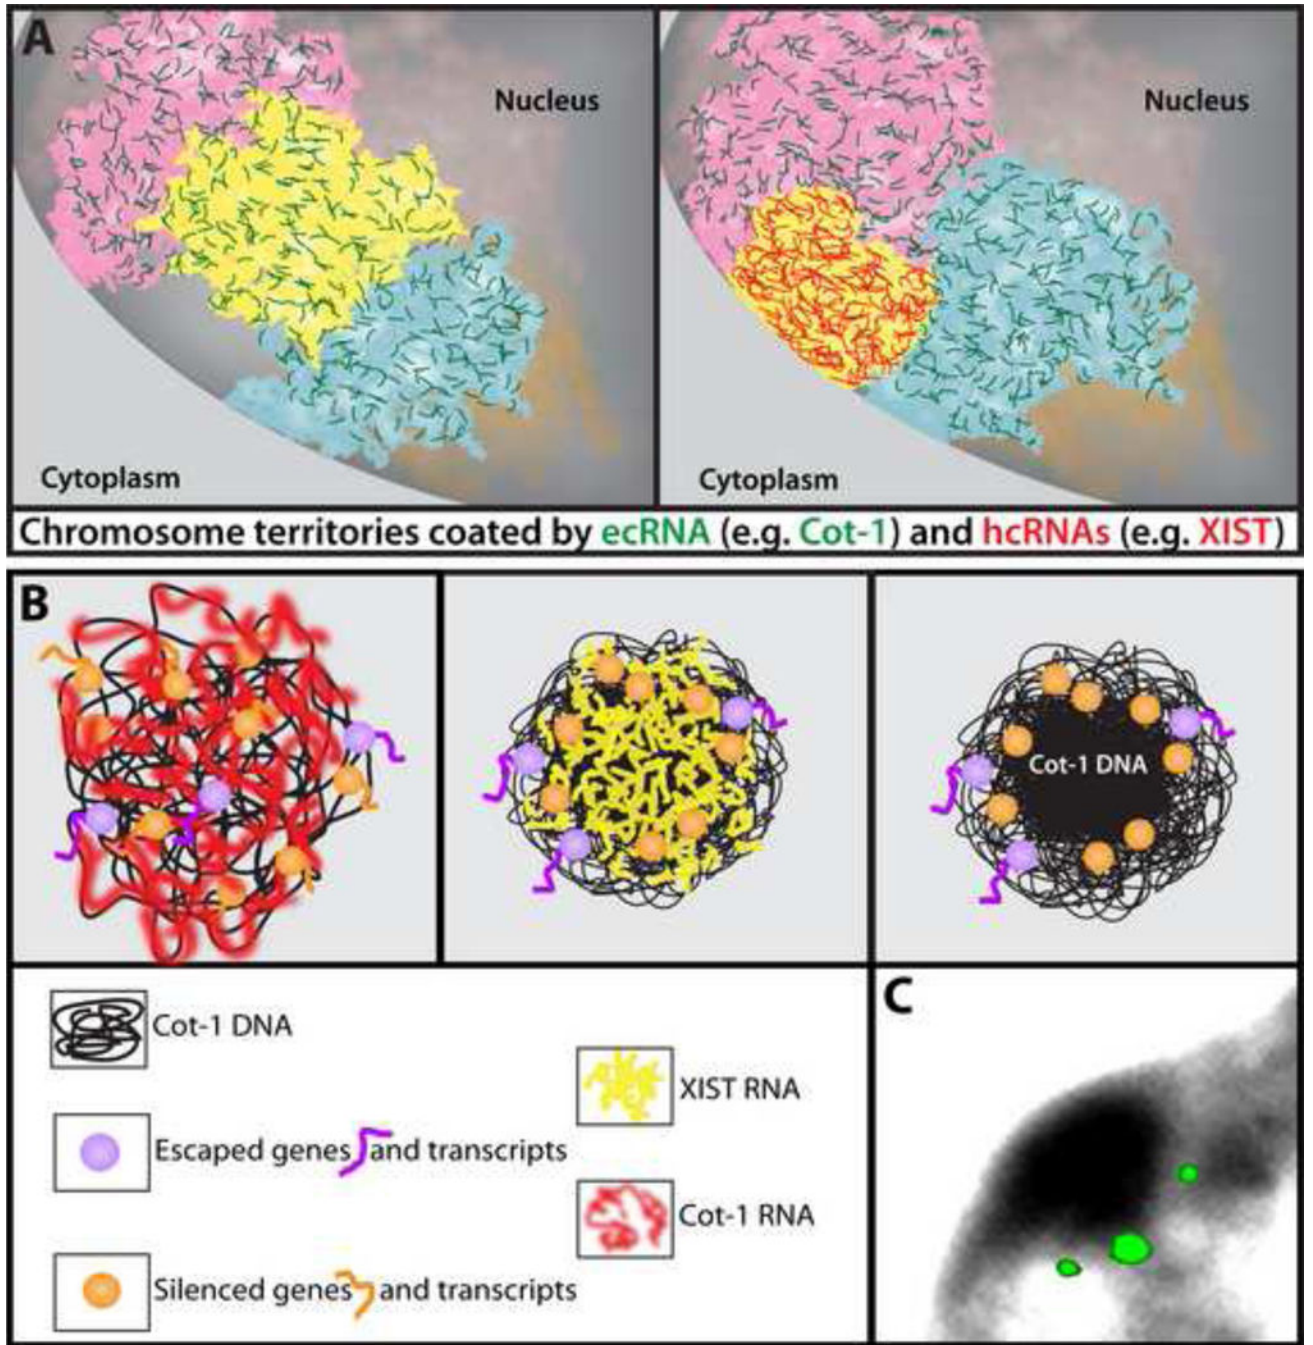 A
Nucleus
Cytoplasm
Nucleus
Cytoplasm
Chromosome territories coated by ecRNA (e.g. Cot-1) and hcRNAs (e.g. XIST)
B
Cot-1 DNA
Cot-1 DNA
Escaped genes and transcripts
Silenced genes and transcripts
XIST RNA
Cot-1 RNA
C